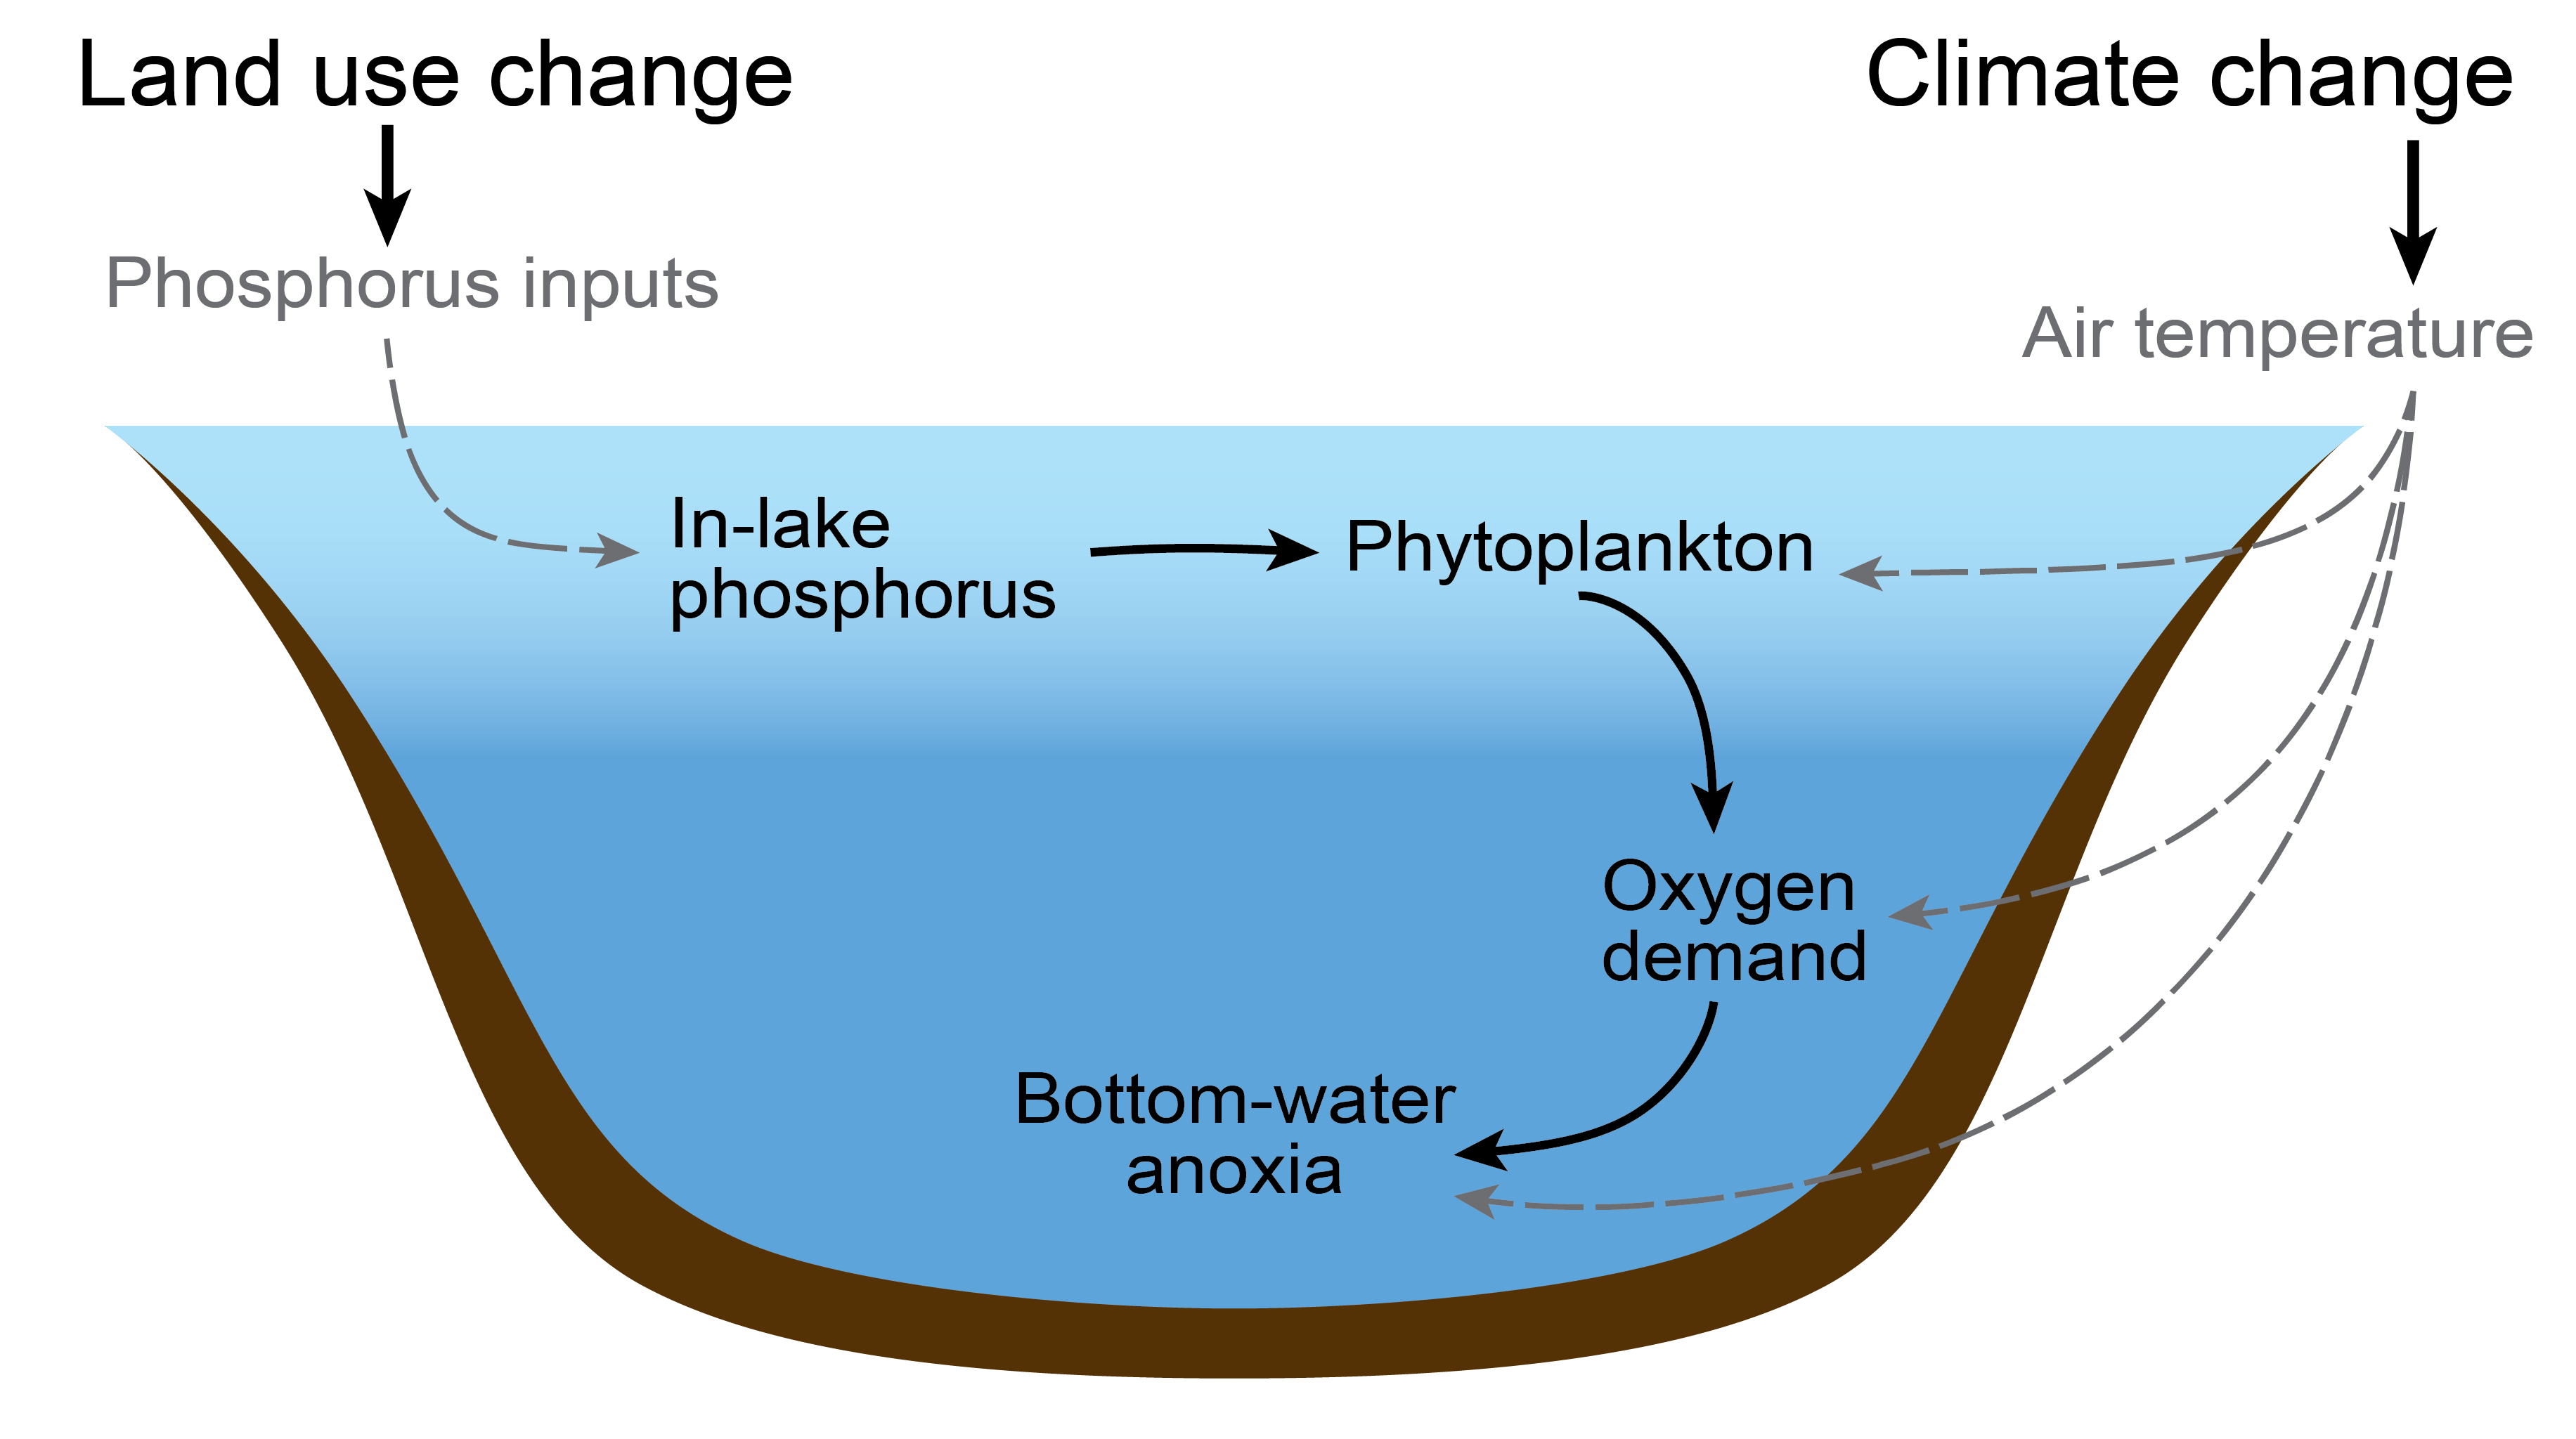 Land use change
Climate change
Phosphorus inputs
Air temperature
In-lake
phosphorus
Phytoplankton
Oxygen
demand
Bottom-water
anoxia